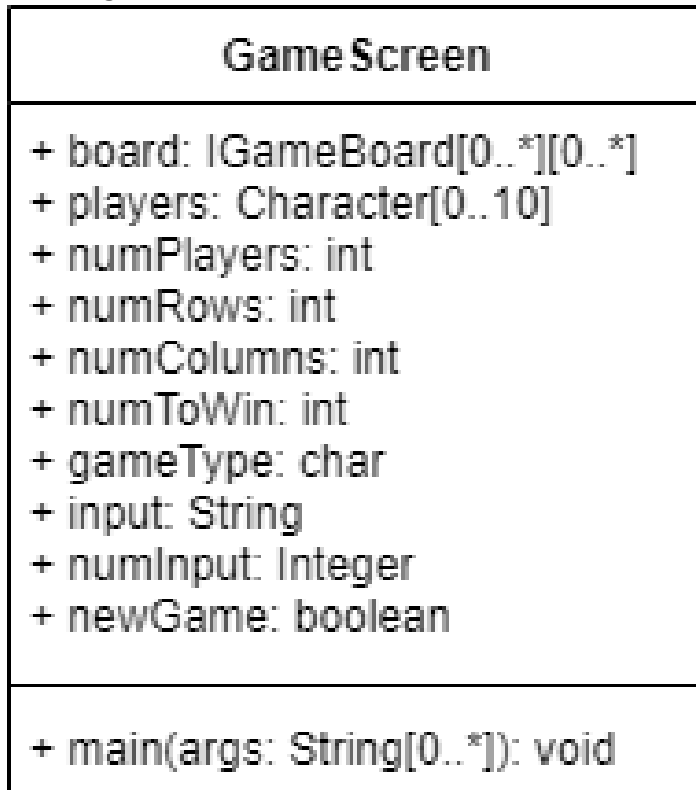 GameScreen
+ board: IGameBoard[0..*][0..*]
+ players: Character[0..10]
+ numPlayers: int
+ numRows: int
+ numColumns: int
+ numToWin: int
+ gameType: char
+ input: String
+ numInput: Integer
+ newGame: boolean
+ main(args: String[0..*]): void